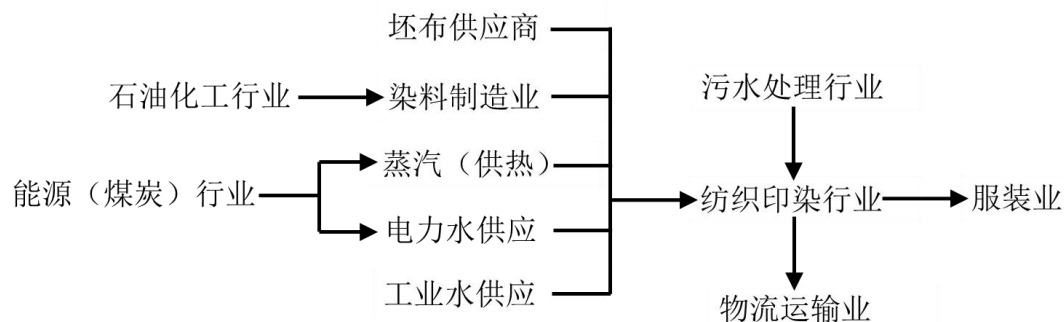 坯布供应商
石油化工行业
染料制造业
污水处理行业
蒸汽（供热）
能源（煤炭）行业
纺织印染行业
服装业
电力水供应
工业水供应
物流运输业